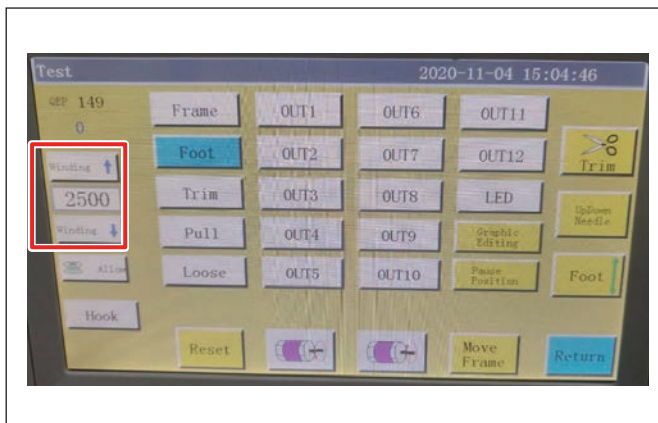 Test 2020-11-04 15:04:46
QEP 149
0
Frame OUT1 OUT6 OUT11
Winding Foot OUT2 OUT7 OUT12 Trim
2500 Trim OUT3 OUT8 LED UpDown Needle
Winding Pull OUT4 OUT9 Graphic Editing
Allow Loose OUT5 OUT10 Pause Position Foot
Hook
Reset Move Frame Return